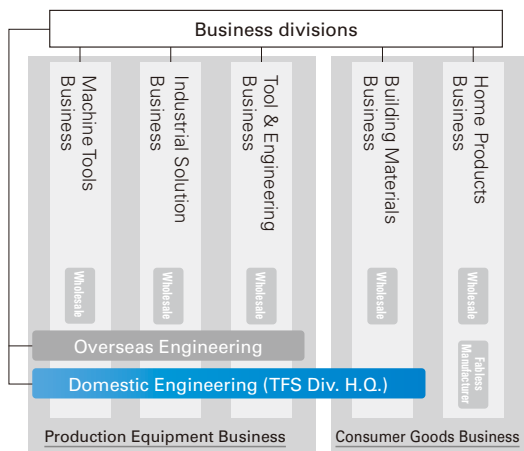 Business divisions
Machine Tools
Business
Industrial Solution
Business
Tool & Engineering
Business
Building Materials
Business
Home Products
Business
Wholesale
Wholesale
Wholesale
Wholesale
Wholesale
Fabless
Manufacturer
Overseas Engineering
Domestic Engineering (TFS Div. H.Q.)
Production Equipment Business
Consumer Goods Business